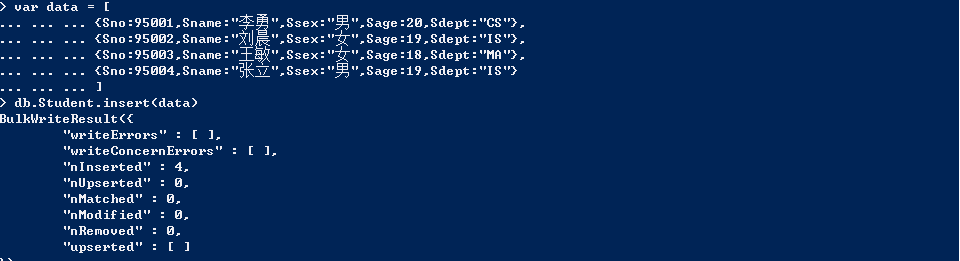 > var data = [
... ... ... {Sno:95001,Sname:"李勇",Ssex:"男",Sage:20,Sdept:"CS"},
... ... ... {Sno:95002,Sname:"刘晨",Ssex:"女",Sage:19,Sdept:"IS"},
... ... ... {Sno:95003,Sname:"王敏",Ssex:"女",Sage:18,Sdept:"MA"},
... ... ... {Sno:95004,Sname:"张立",Ssex:"男",Sage:19,Sdept:"IS"}
... ... ... ]
> db.Student.insert(data)
BulkWriteResult({
"writeErrors" : [ ],
"writeConcernErrors" : [ ],
"nInserted" : 4,
"nUpserted" : 0,
"nMatched" : 0,
"nModified" : 0,
"nRemoved" : 0,
"upserted" : [ ]